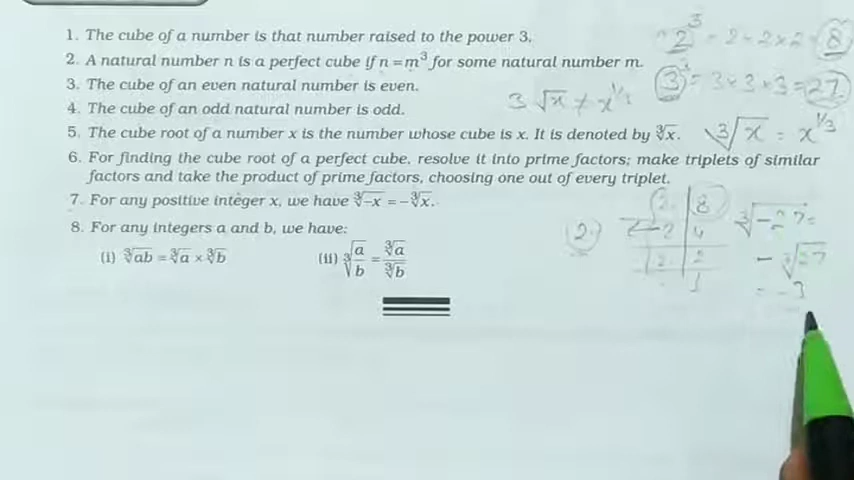 1. The cube of a number is that number raised to the power 3.
2³ = 2 × 2 × 2 = 8
2. A natural number n is a perfect cube if n = m³ for some natural number m.
3. The cube of an even natural number is even.
3³ = 3 × 3 × 3 = 27
3√x ≠ x^1/3
4. The cube of an odd natural number is odd.
5. The cube root of a number x is the number whose cube is x. It is denoted by ∛x.
∛x = x^1/3
6. For finding the cube root of a perfect cube, resolve it into prime factors; make triplets of similar
factors and take the product of prime factors, choosing one out of every triplet.
7. For any positive integer x, we have ∛-x = -∛x.
8. For any integers a and b, we have:
(i) ∛ab = ∛a × ∛b (ii) ∛a/b = ∛a/∛b
2 | 8
2 | 4
2 | 2
1
2
∛-27 =
- ∛27
= -3